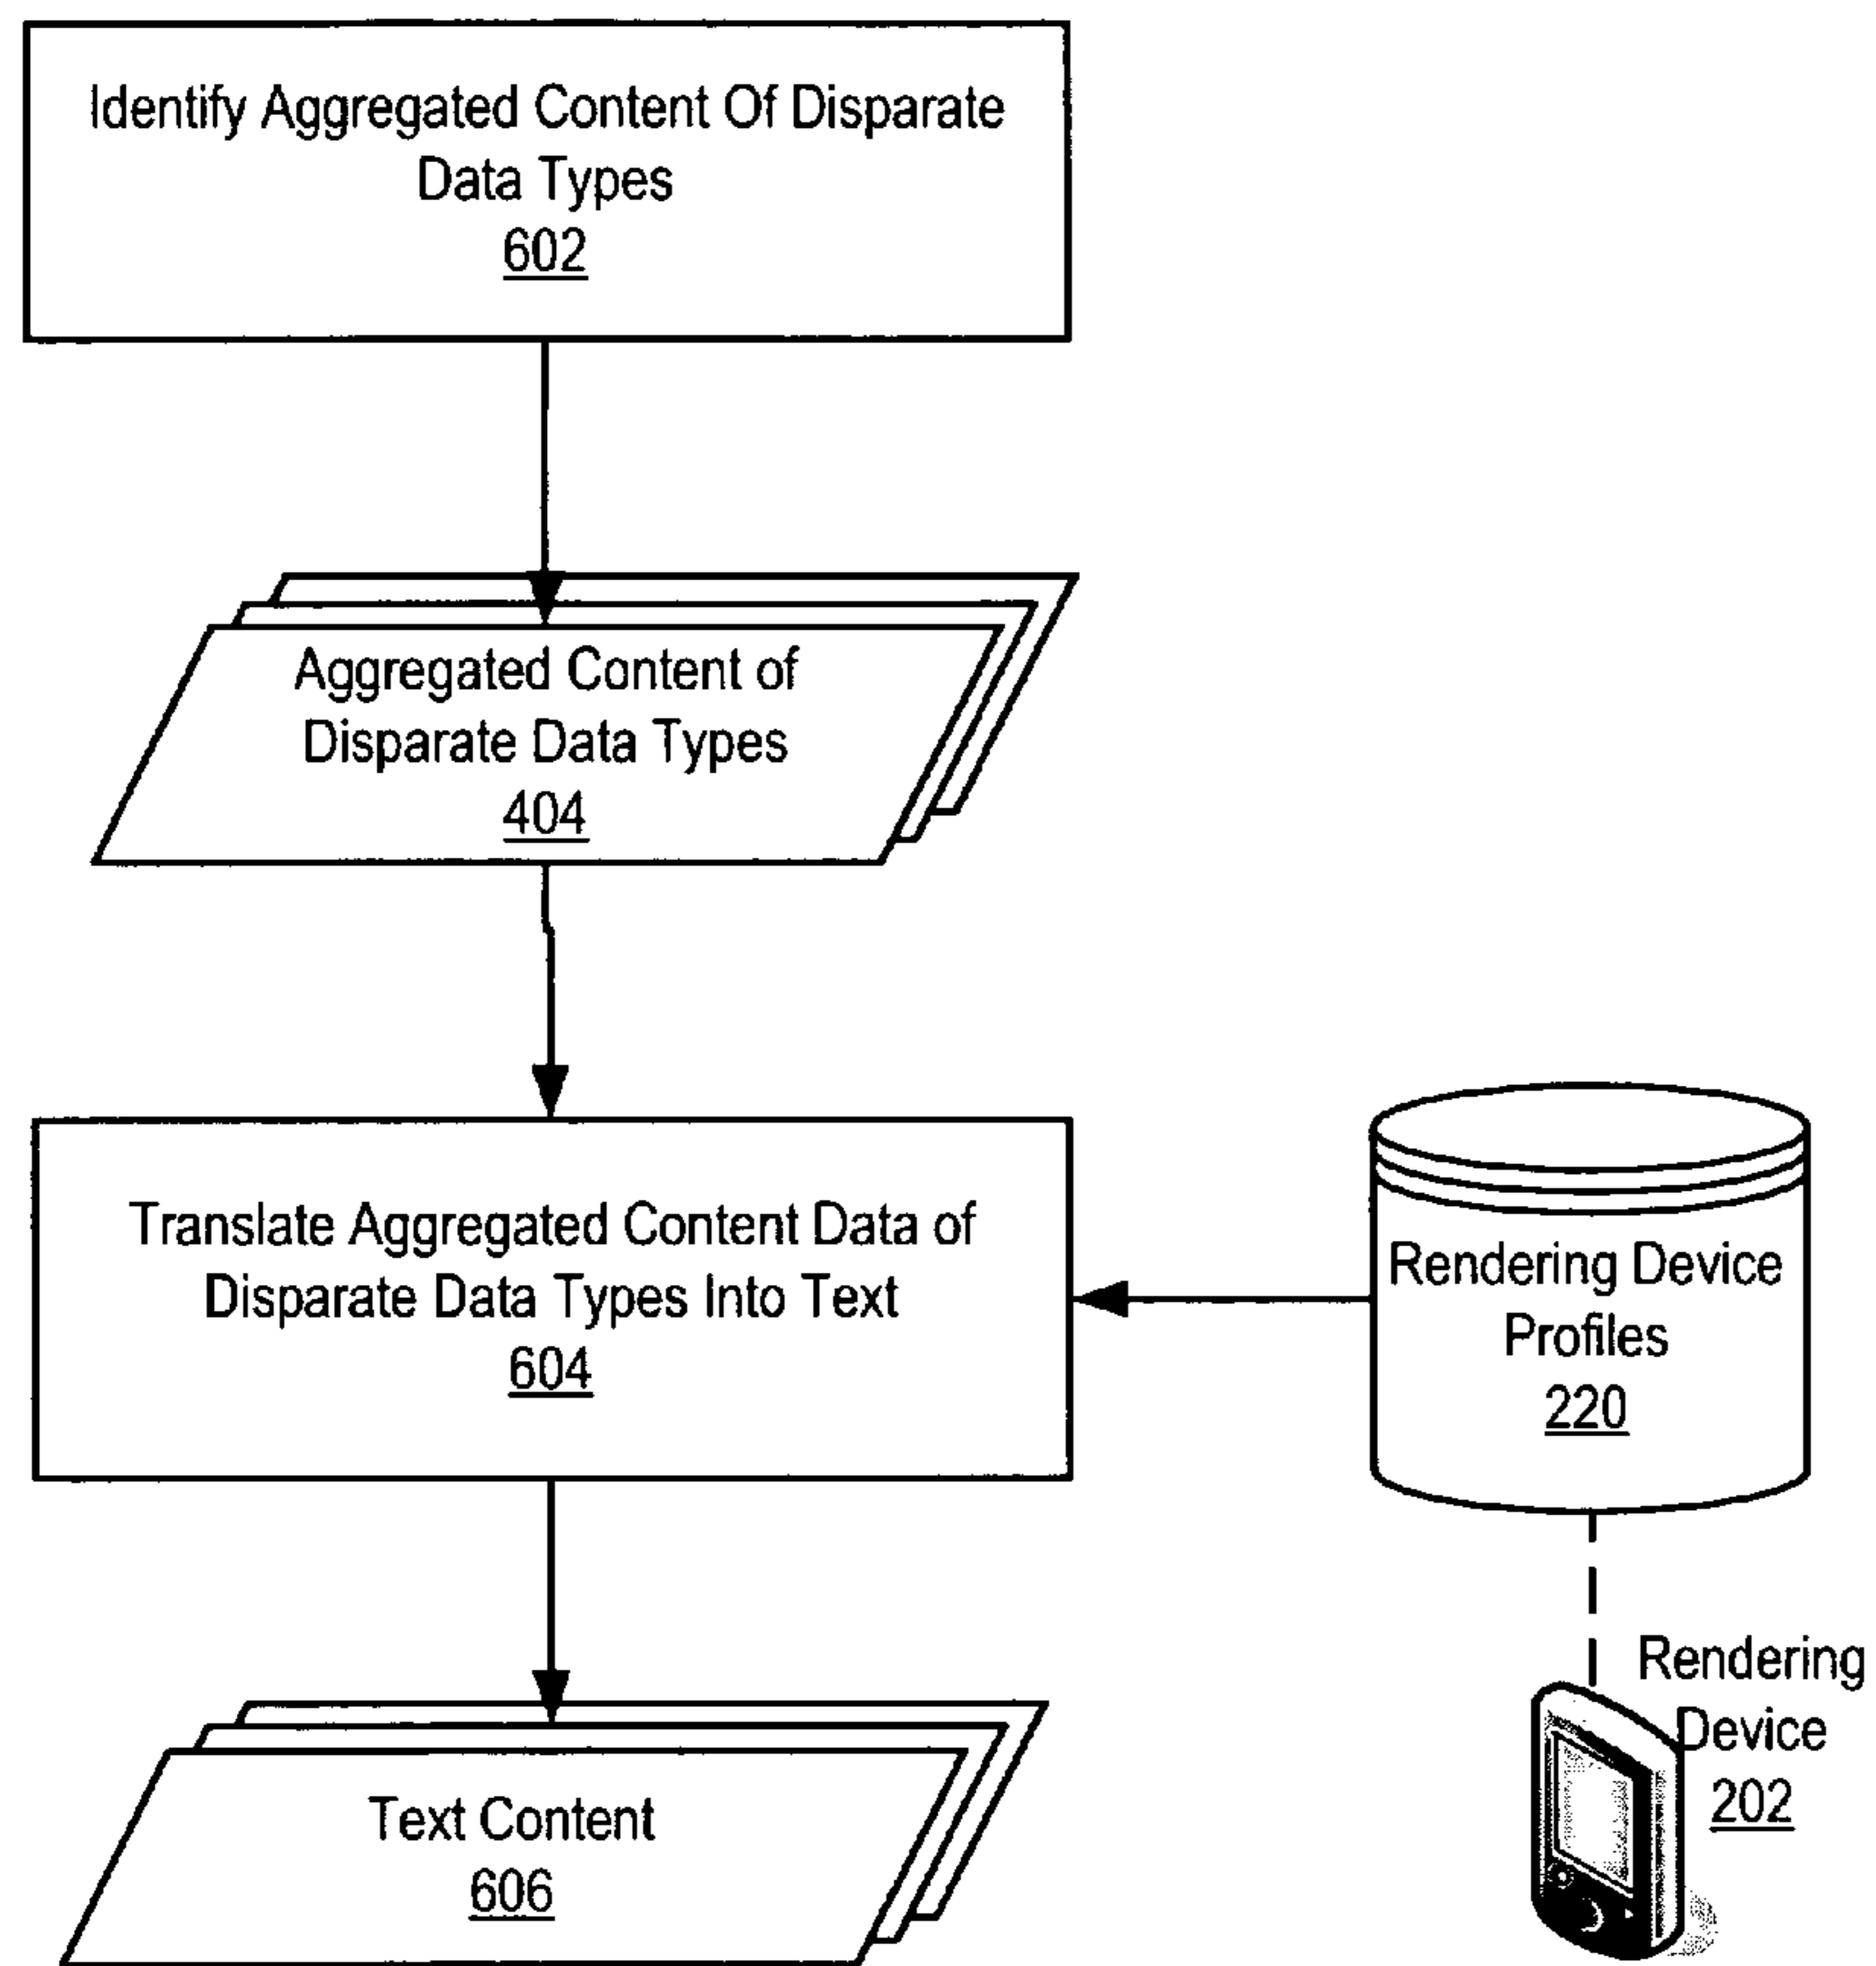 Identify Aggregated Content Of Disparate
Data Types
602
Aggregated Content of
Disparate Data Types
404
Translate Aggregated Content Data of
Disparate Data Types Into Text
604
Rendering Device
Profiles
220
Rendering
Device
202
Text Content
606